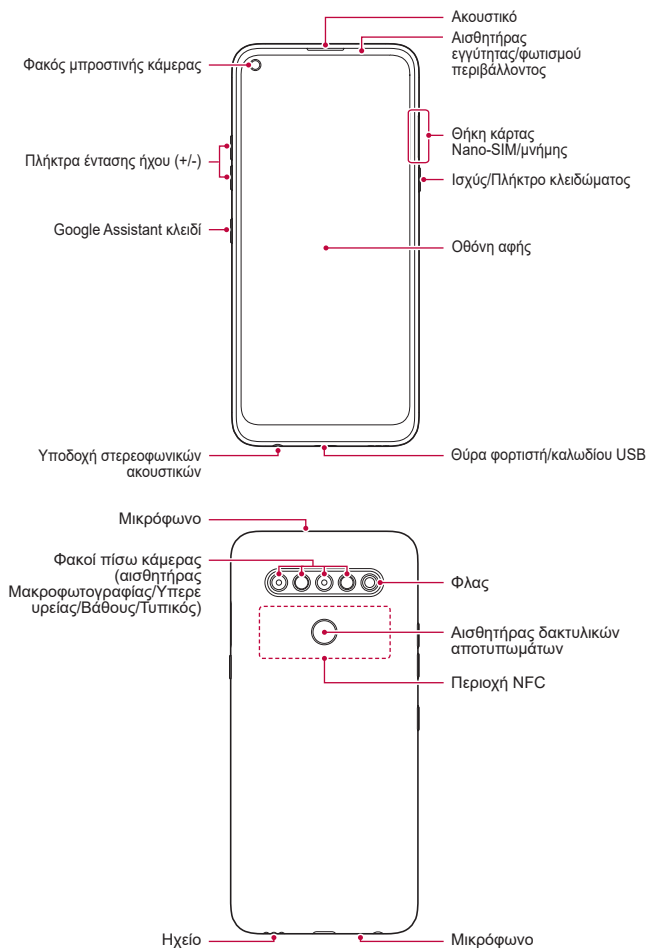 Ακουστικό
Αισθητήρας
εγγύτητας/φωτισμού
περιβάλλοντος
Φακός μπροστινής κάμερας
Θήκη κάρτας
Nano-SIM/μνήμης
Πλήκτρα έντασης ήχου (+/-)
Ισχύς/Πλήκτρο κλειδώματος
Google Assistant κλειδί
Οθόνη αφής
Υποδοχή στερεοφωνικών
ακουστικών
Θύρα φορτιστή/καλωδίου USB
Μικρόφωνο
Φακοί πίσω κάμερας
(αισθητήρας
Μακροφωτογραφίας/Υπερε
υρείας/Βάθους/Τυπικός)
Φλας
Αισθητήρας δακτυλικών
αποτυπωμάτων
Περιοχή NFC
Ηχείο
Μικρόφωνο